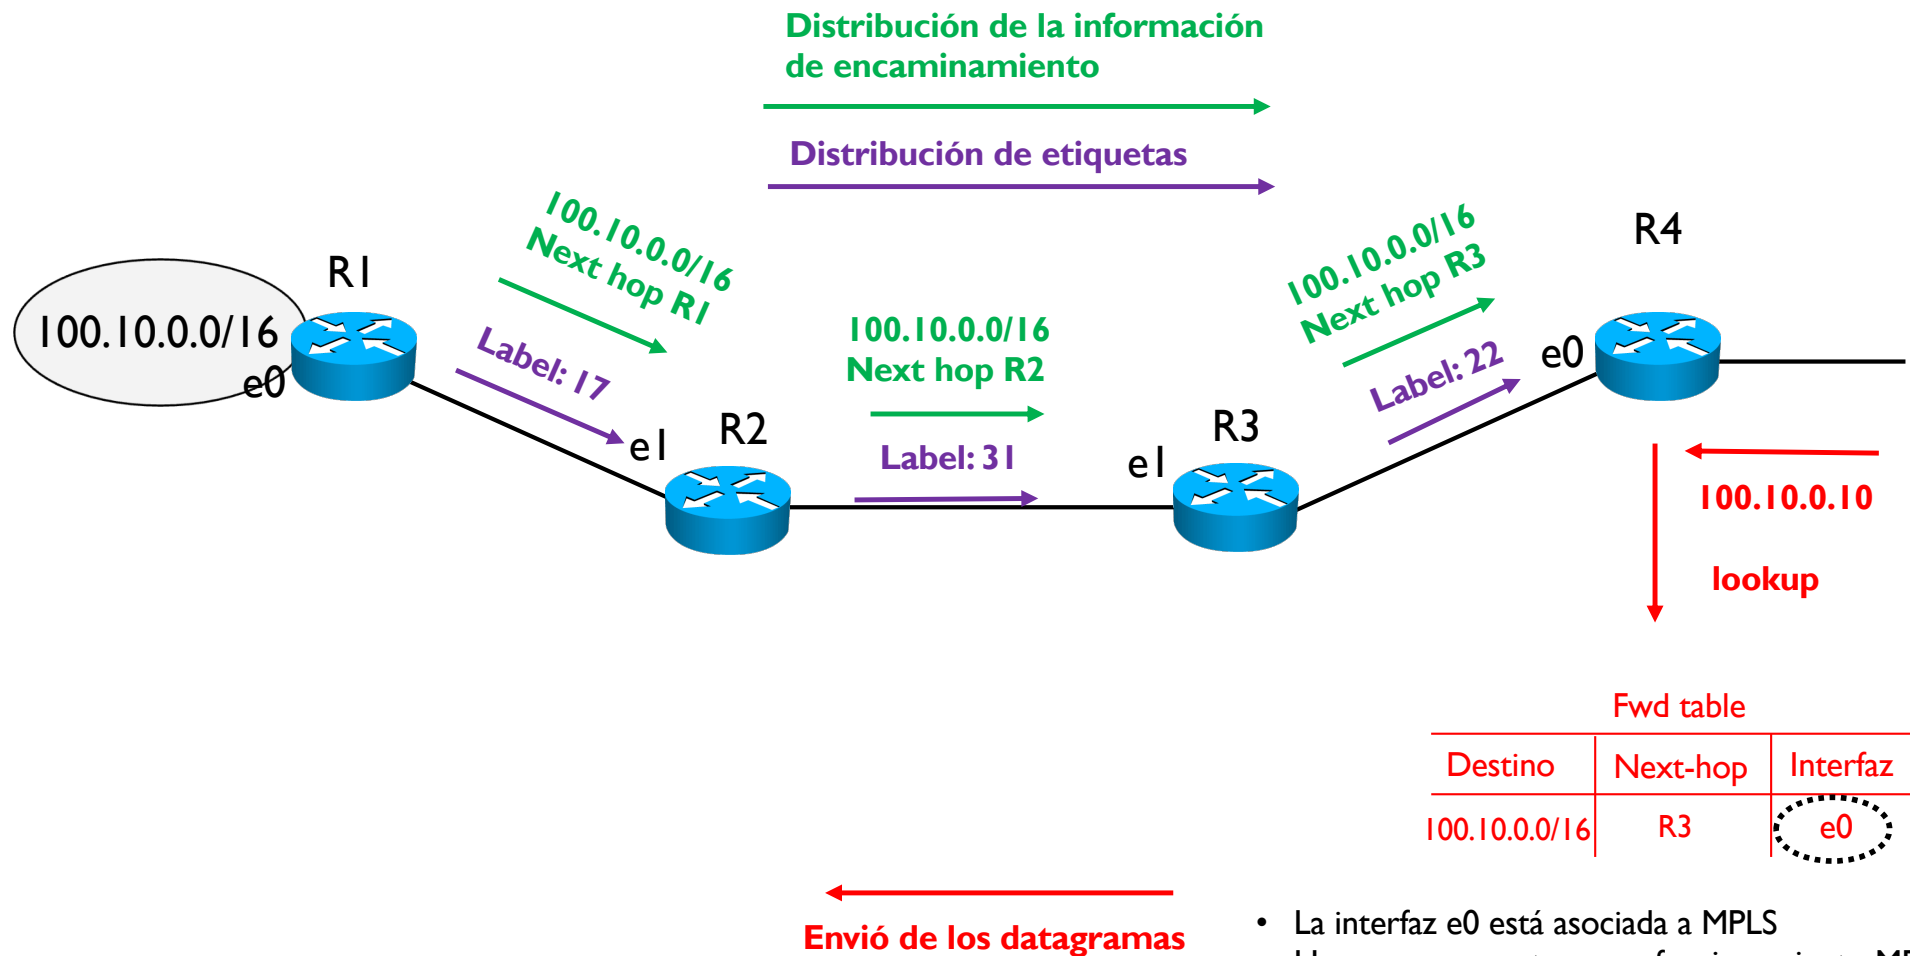 Distribución de la información
de encaminamiento
Distribución de etiquetas
100.10.0.0/16
Next hop R1
R1
100.10.0.0/16
e0
Label: 17
e1
R2
100.10.0.0/16
Next hop R2
Label: 31
e1
R3
100.10.0.0/16
Next hop R3
Label: 22
e0
R4
100.10.0.10
lookup
Fwd table
Destino Next-hop Interfaz
100.10.0.0/16 R3 e0
Envió de los datagramas
• La interfaz e0 está asociada a MPLS